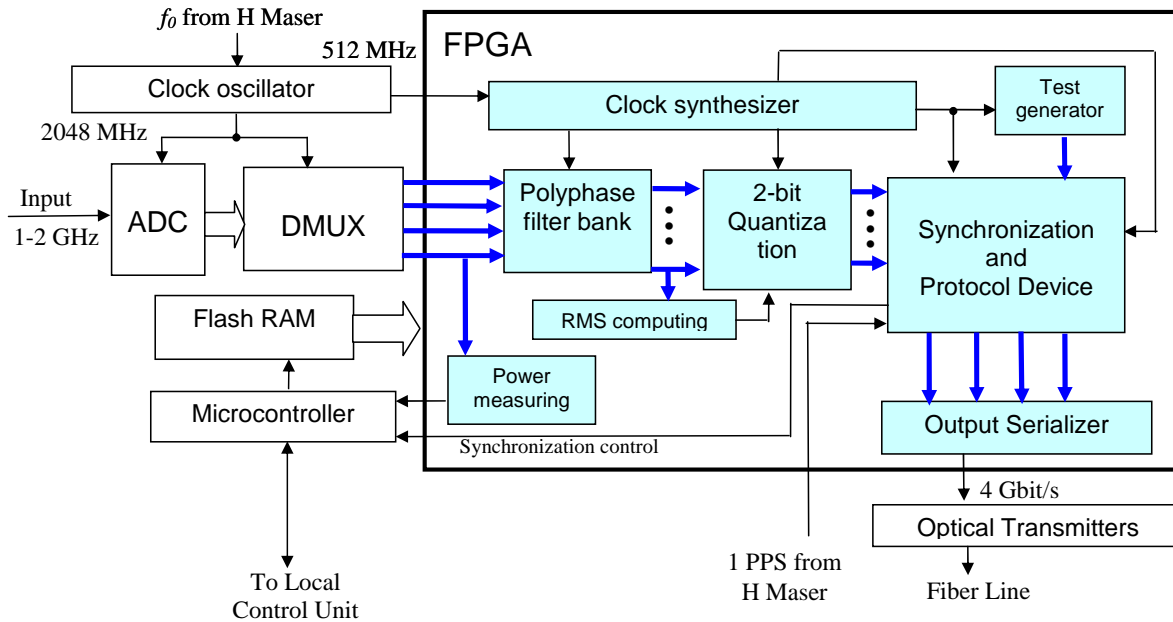 f0 from H Maser
512 MHz
FPGA
Clock oscillator
Clock synthesizer
Test
generator
2048 MHz
Input
1-2 GHz
ADC
DMUX
Polyphase
filter bank
2-bit
Quantiza
tion
Synchronization
and
Protocol Device
Flash RAM
RMS computing
Power
measuring
Microcontroller
Synchronization control
Output Serializer
4 Gbit/s
Optical Transmitters
1 PPS from
H Maser
Fiber Line
To Local
Control Unit